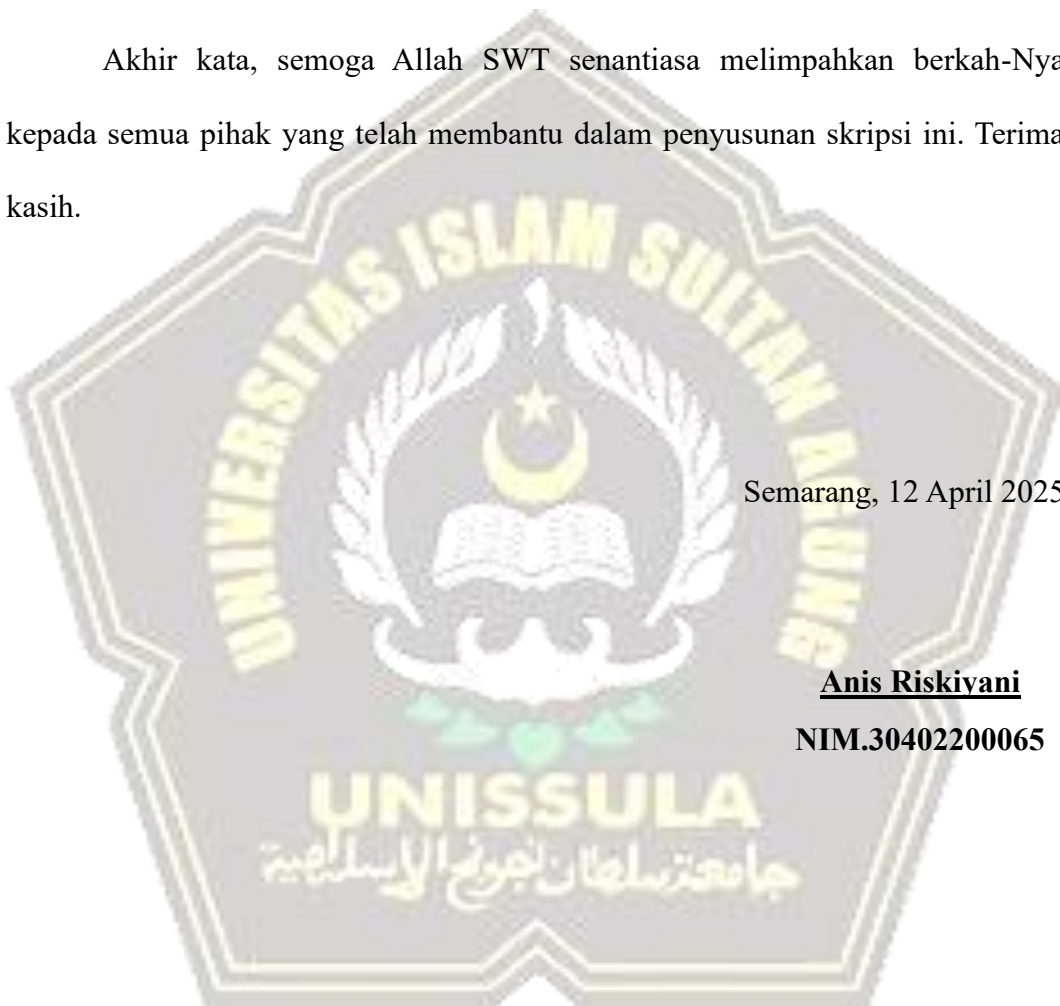 Akhir kata, semoga Allah SWT senantiasa melimpahkan berkah-Nya
kepada semua pihak yang telah membantu dalam penyusunan skripsi ini. Terima
kasih.
UNIVERSITAS ISLAM SULTAN AGUNG
Semarang, 12 April 2025
Anis Riskiyani
NIM.30402200065
UNISSULA
جامعة سلطان أجونج الإسلامية